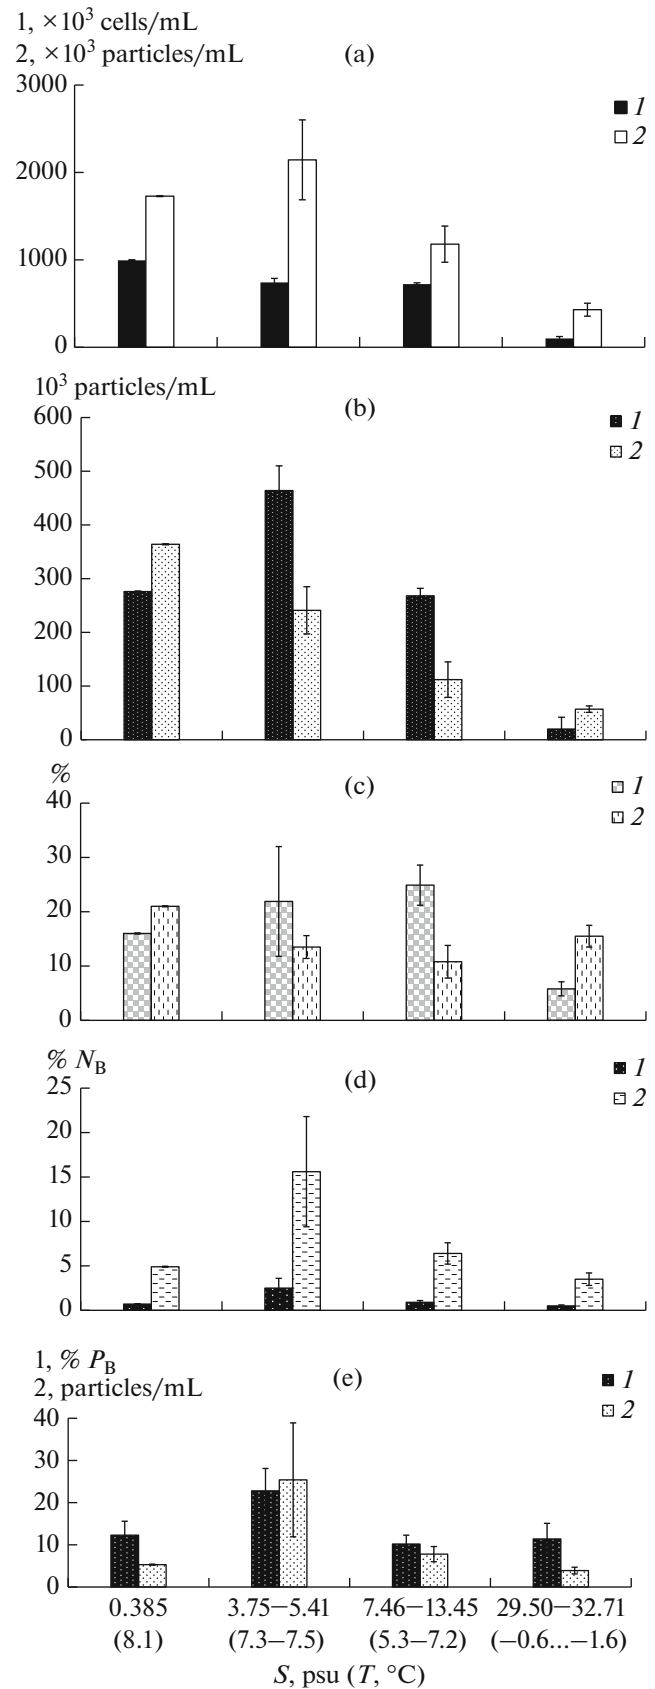 1, ×10³ cells/mL
2, ×10³ particles/mL
(a)
3000
2000
1000
0
1
2
10³ particles/mL
(b)
600
500
400
300
200
100
0
1
2
%
(c)
40
30
20
10
0
1
2
% N_B
(d)
25
20
15
10
5
0
1
2
1, % P_B
2, particles/mL
(e)
40
30
20
10
0
1
2
0.385 3.75–5.41 7.46–13.45 29.50–32.71
(8.1) (7.3–7.5) (5.3–7.2) (–0.6...–1.6)
S, psu (T, °C)